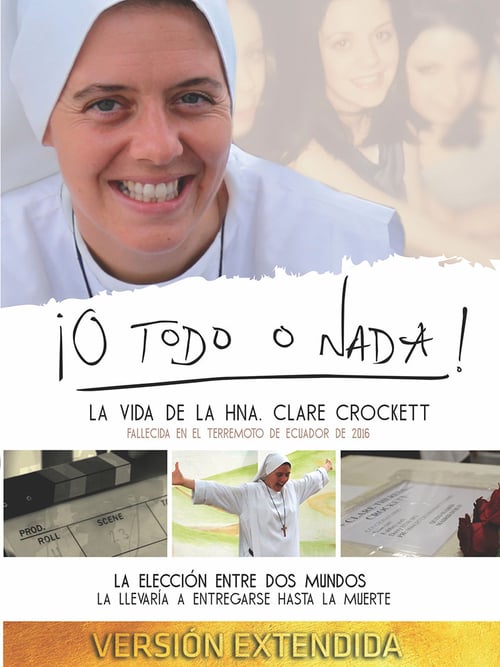 ¡O TODO O NADA!
LA VIDA DE LA HNA. CLARE CROCKETT
FALLECIDA EN EL TERREMOTO DE ECUADOR DE 2016
PROD.
ROLL
SCENE
LA ELECCIÓN ENTRE DOS MUNDOS
LA LLEVARÍA A ENTREGARSE HASTA LA MUERTE
VERSIÓN EXTENDIDA